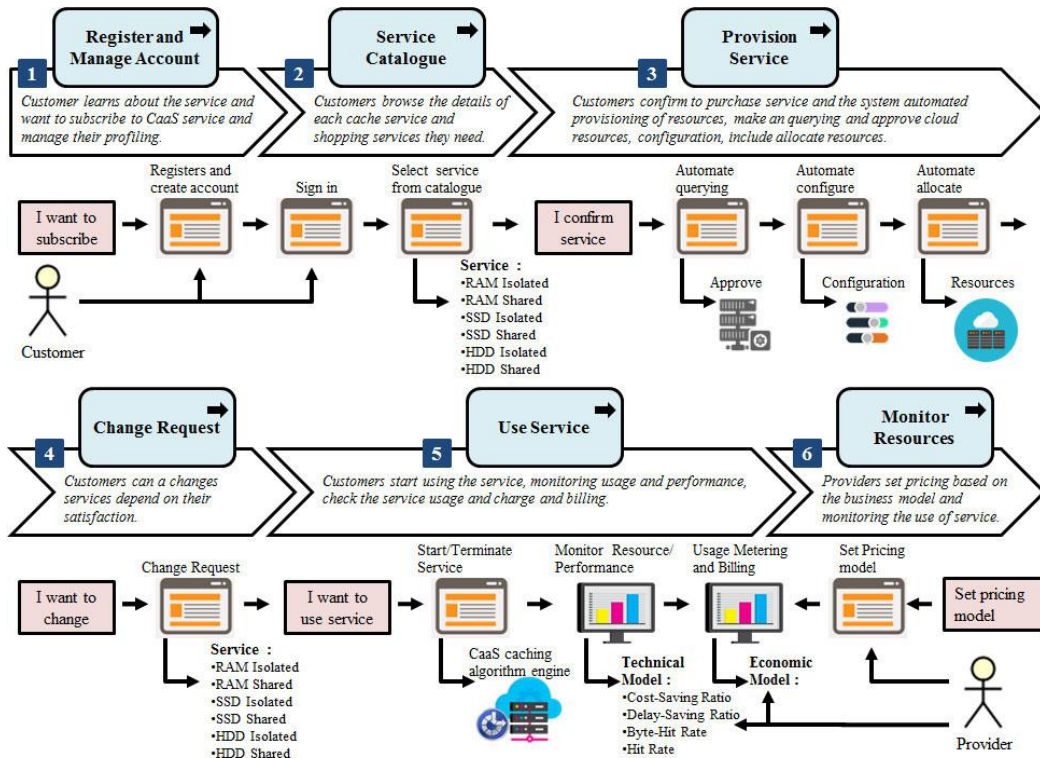 Register and
Manage Account
Service
Catalogue
Provision
Service
1
2
3
Customer learns about the service and
want to subscribe to CaaS service and
manage their profiling.
Customers browse the details of
each cache service and
shopping services they need.
Customers confirm to purchase service and the system automated
provisioning of resources, make an querying and approve cloud
resources, configuration, include allocate resources.
Registers and
create account
Sign in
Select service
from catalogue
Automate
querying
Automate
configure
Automate
allocate
I want to
subscribe
I confirm
service
Customer
Service :
•RAM Isolated
•RAM Shared
•SSD Isolated
•SSD Shared
•HDD Isolated
•HDD Shared
Approve
Configuration
Resources
Change Request
Use Service
Monitor
Resources
4
5
6
Customers can a changes
services depend on their
satisfaction.
Customers start using the service, monitoring usage and performance,
check the service usage and charge and billing.
Providers set pricing based on
the business model and
monitoring the use of service.
Change Request
Start/Terminate
Service
Monitor Resource/
Performance
Usage Metering
and Billing
Set Pricing
model
I want to
change
I want to
use service
Set pricing
model
Service :
•RAM Isolated
•RAM Shared
•SSD Isolated
•SSD Shared
•HDD Isolated
•HDD Shared
CaaS caching
algorithm engine
Technical
Model :
•Cost-Saving Ratio
•Delay-Saving Ratio
•Byte-Hit Rate
•Hit Rate
Economic
Model :
Provider